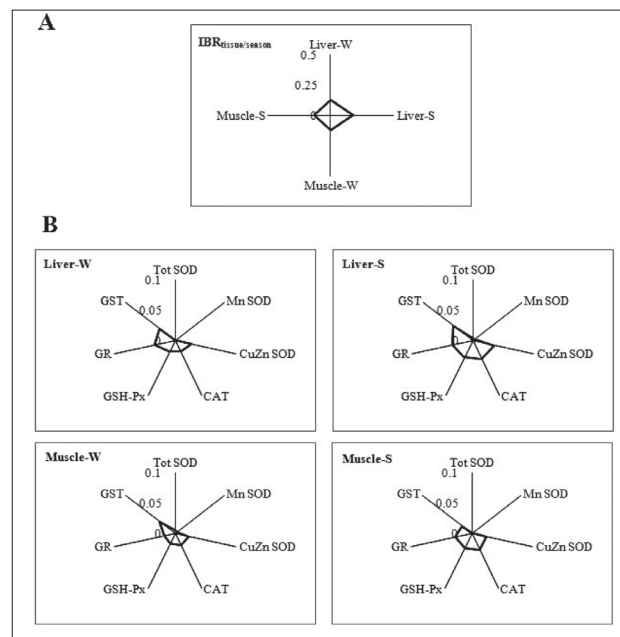 A
IBRtissue/season
Liver-W
0.5
0.25
0
Muscle-S
Liver-S
Muscle-W
B
Liver-W
Tot SOD
0.1
GST
Mn SOD
0.05
0
GR
CuZn SOD
GSH-Px
CAT
Liver-S
Tot SOD
0.1
GST
Mn SOD
0.05
0
GR
CuZn SOD
GSH-Px
CAT
Muscle-W
Tot SOD
0.1
GST
Mn SOD
0.05
0
GR
CuZn SOD
GSH-Px
CAT
Muscle-S
Tot SOD
0.1
GST
Mn SOD
0.05
0
GR
CuZn SOD
GSH-Px
CAT